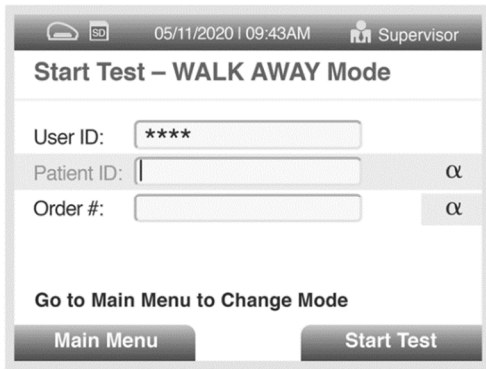 SD 05/11/2020 | 09:43AM Supervisor
Start Test – WALK AWAY Mode
User ID: ****
Patient ID:
α
Order #:
α
Go to Main Menu to Change Mode
Main Menu Start Test